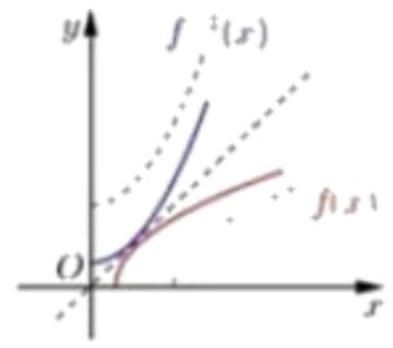 y
f ⁻¹(x)
f(x)
O
x